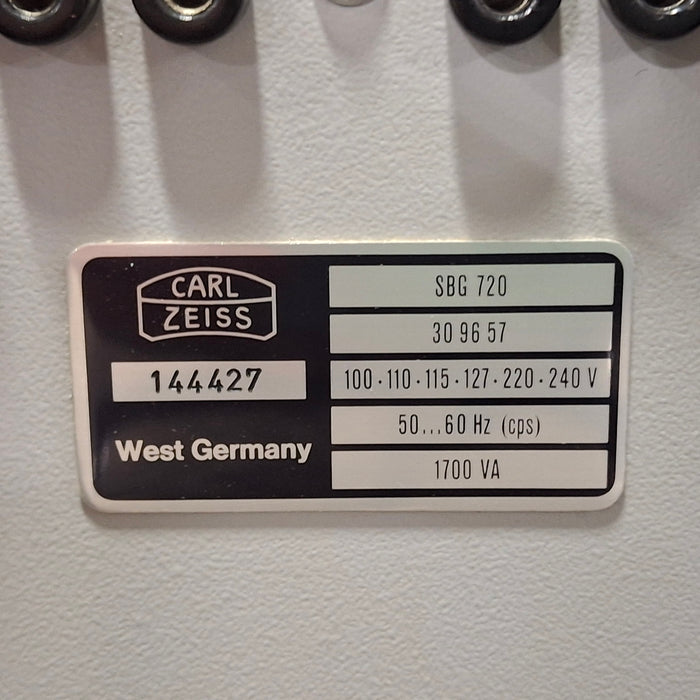 CARL
ZEISS
144427
West Germany
SBG 720
30 96 57
100·110·115·127·220·240 V
50...60 Hz (cps)
1700 VA